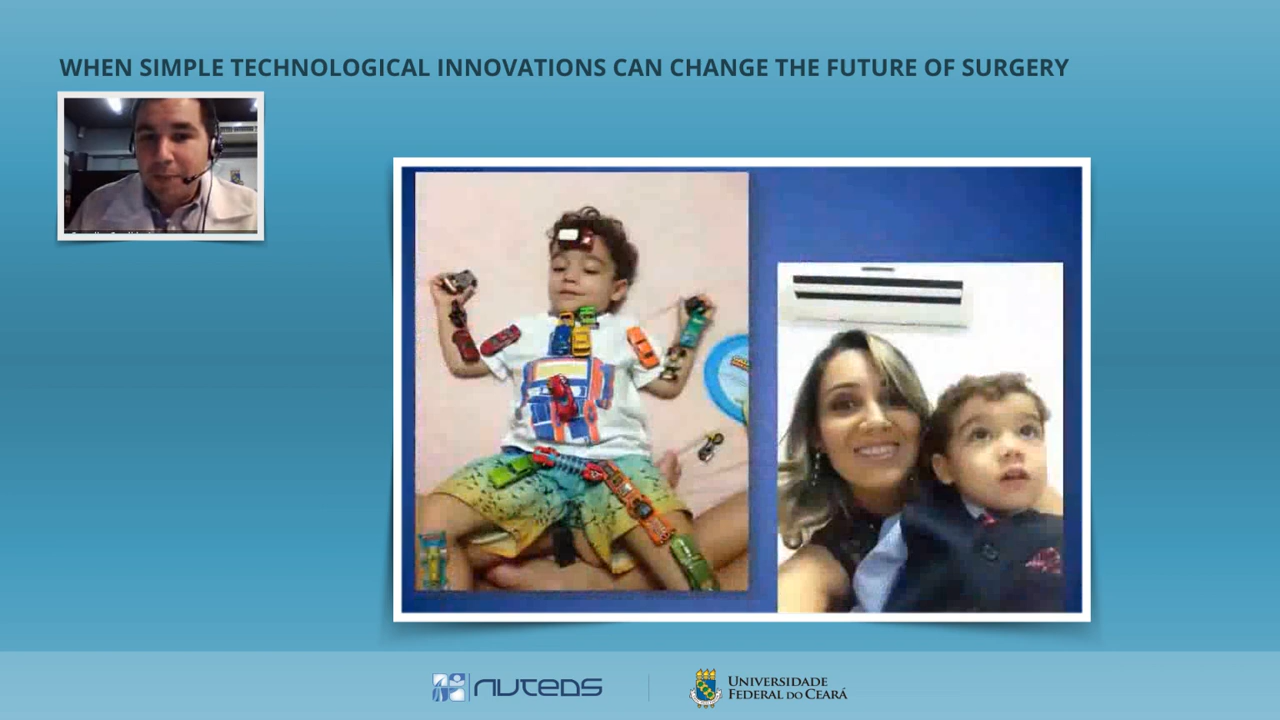 WHEN SIMPLE TECHNOLOGICAL INNOVATIONS CAN CHANGE THE FUTURE OF SURGERY
NUTEDS
UNIVERSIDADE
FEDERAL DO CEARÁ